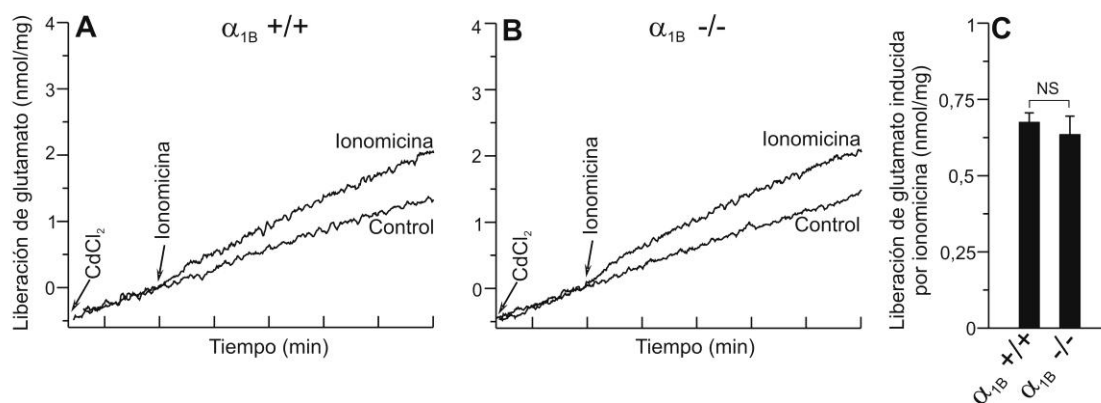 A
α1B +/+
Liberación de glutamato (nmol/mg)
4
3
2
1
0
CdCl2
Ionomicina
Ionomicina
Control
Tiempo (min)
B
α1B -/-
4
3
2
1
0
CdCl2
Ionomicina
Ionomicina
Control
Tiempo (min)
C
Liberación de glutamato inducida
por ionomicina (nmol/mg)
1
0,75
0,5
0,25
0
NS
α1B +/+
α1B -/-